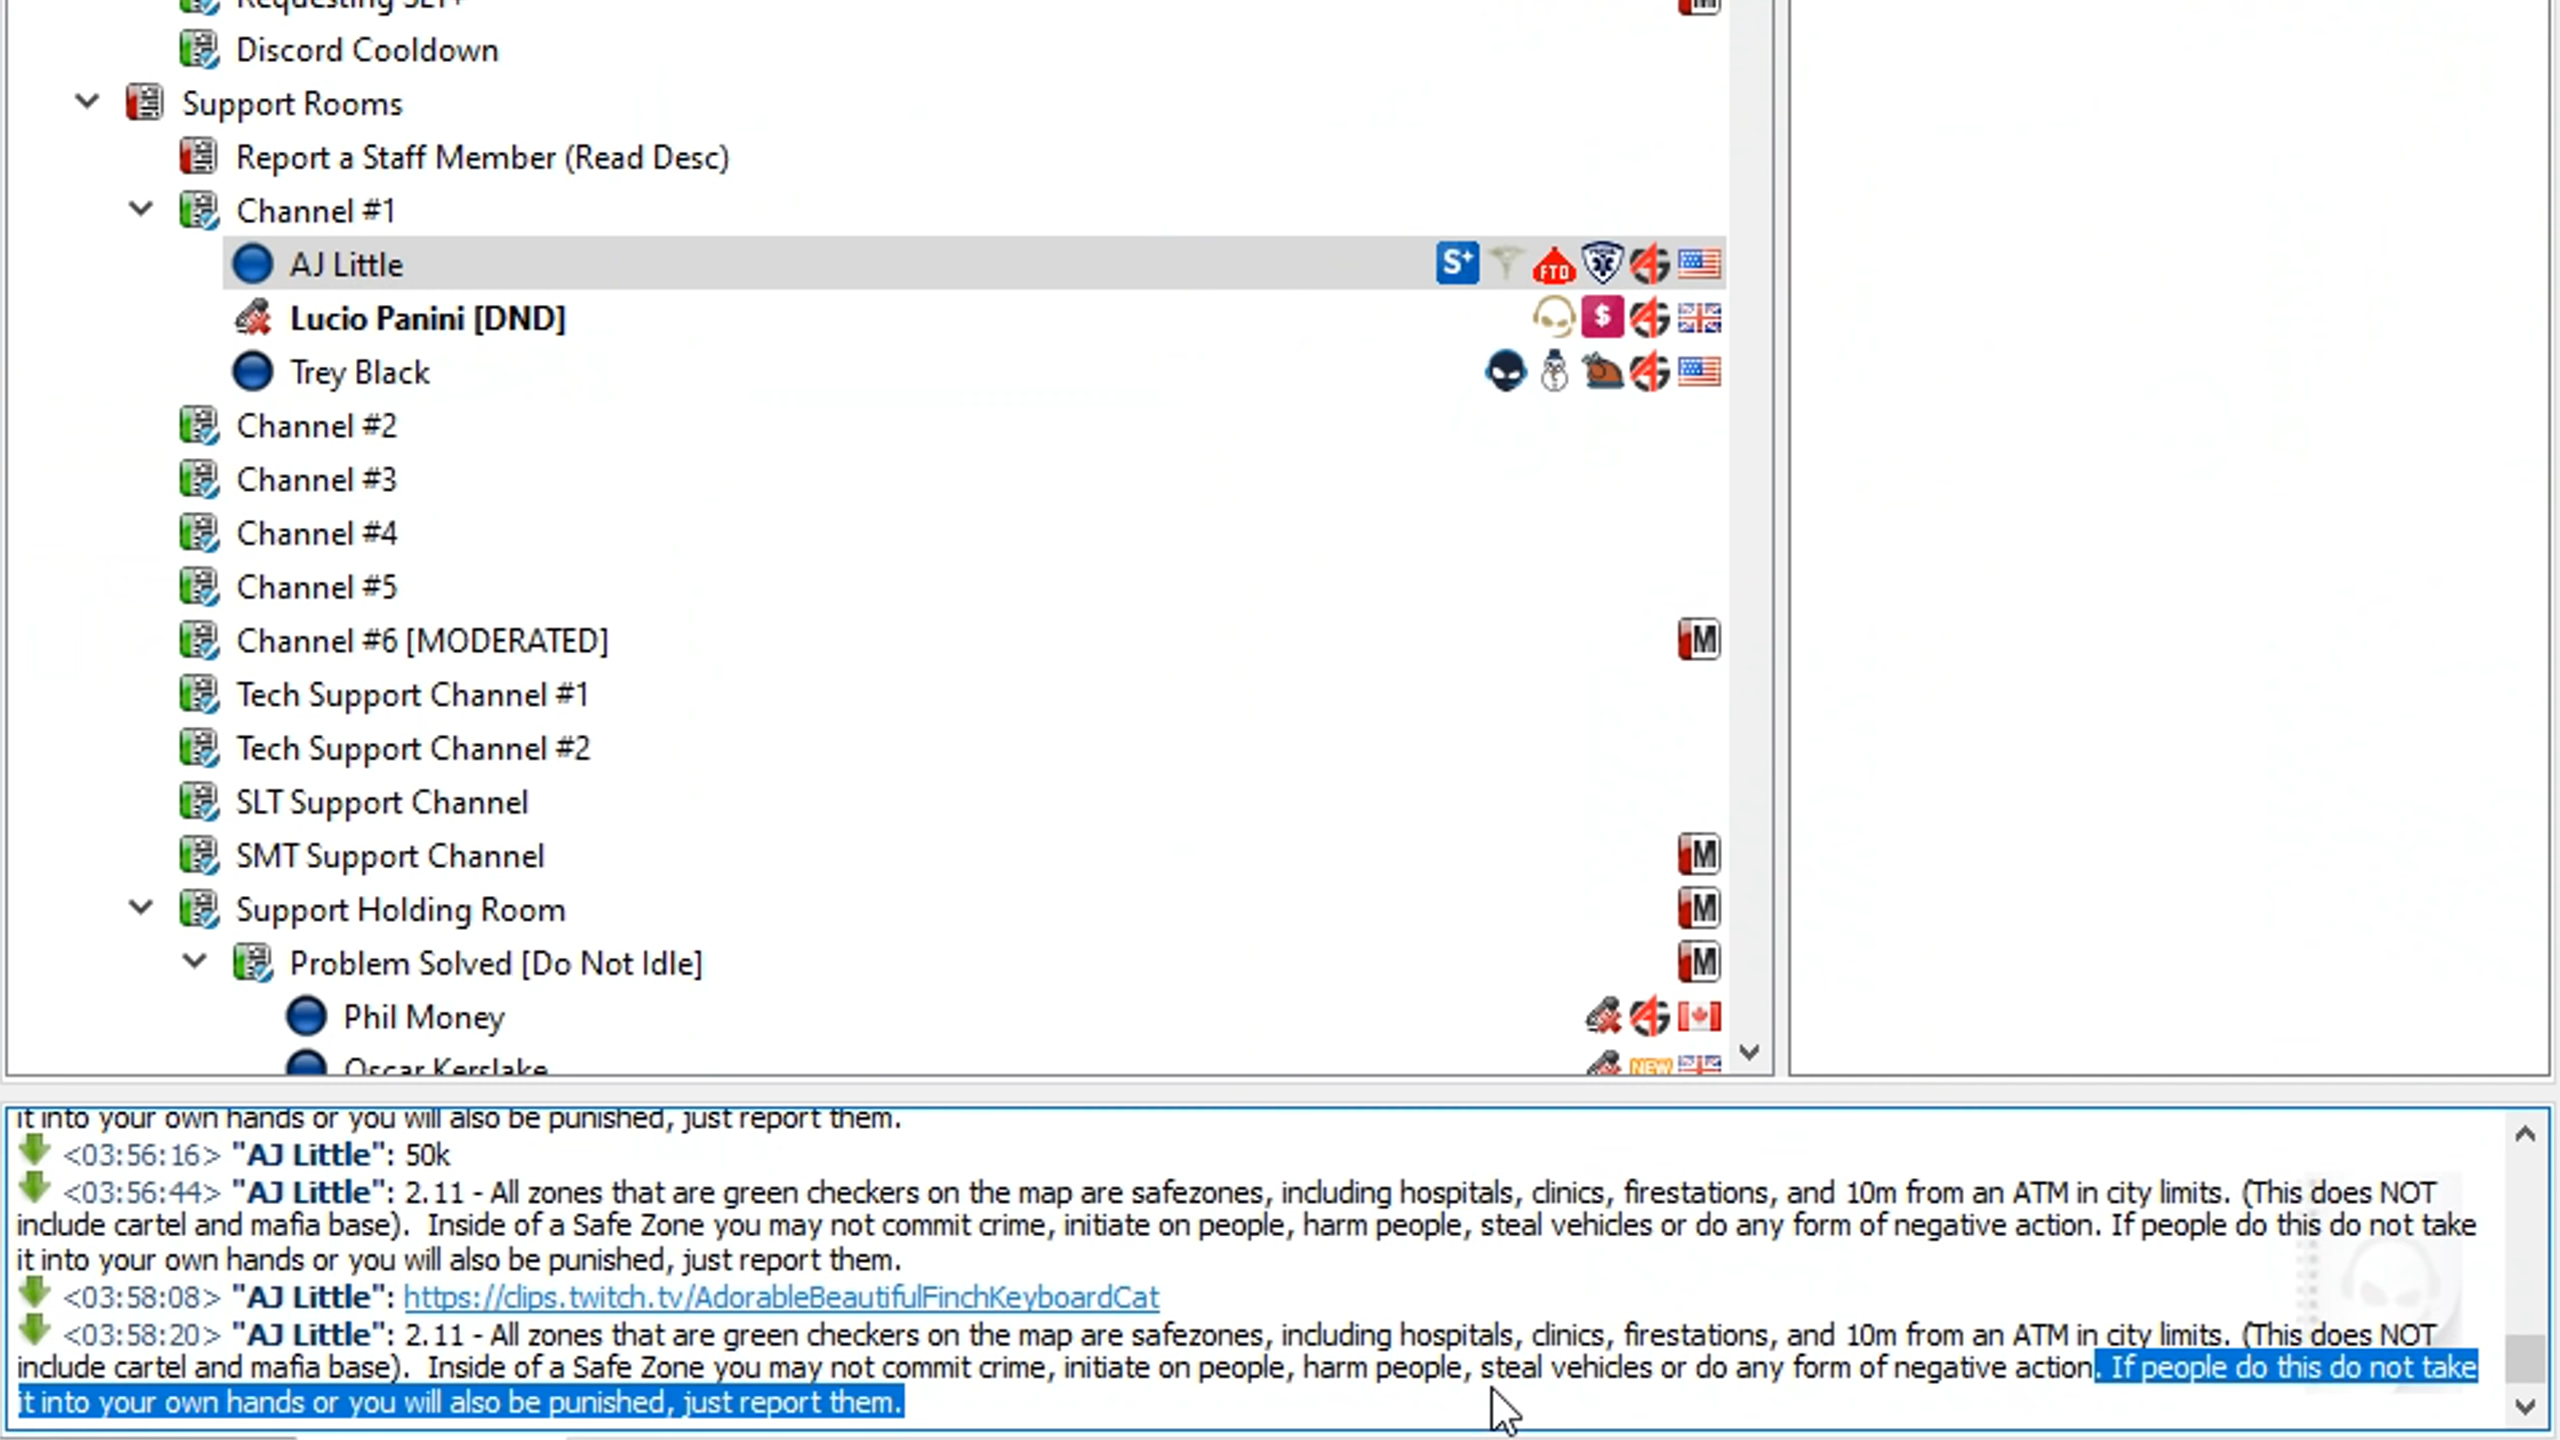 Requesting SLT+
Discord Cooldown
Support Rooms
Report a Staff Member (Read Desc)
Channel #1
AJ Little
S+
FTO
Lucio Panini [DND]
$
Trey Black
Channel #2
Channel #3
Channel #4
Channel #5
Channel #6 [MODERATED]
M
Tech Support Channel #1
Tech Support Channel #2
SLT Support Channel
SMT Support Channel
M
Support Holding Room
M
Problem Solved [Do Not Idle]
M
Phil Money
Oscar Kerslake
NEW
it into your own hands or you will also be punished, just report them.
<03:56:16> "AJ Little": 50k
<03:56:44> "AJ Little": 2.11 - All zones that are green checkers on the map are safezones, including hospitals, clinics, firestations, and 10m from an ATM in city limits. (This does NOT
include cartel and mafia base).  Inside of a Safe Zone you may not commit crime, initiate on people, harm people, steal vehicles or do any form of negative action. If people do this do not take
it into your own hands or you will also be punished, just report them.
<03:58:08> "AJ Little": https://clips.twitch.tv/AdorableBeautifulFinchKeyboardCat
<03:58:20> "AJ Little": 2.11 - All zones that are green checkers on the map are safezones, including hospitals, clinics, firestations, and 10m from an ATM in city limits. (This does NOT
include cartel and mafia base).  Inside of a Safe Zone you may not commit crime, initiate on people, harm people, steal vehicles or do any form of negative action. If people do this do not take
it into your own hands or you will also be punished, just report them.